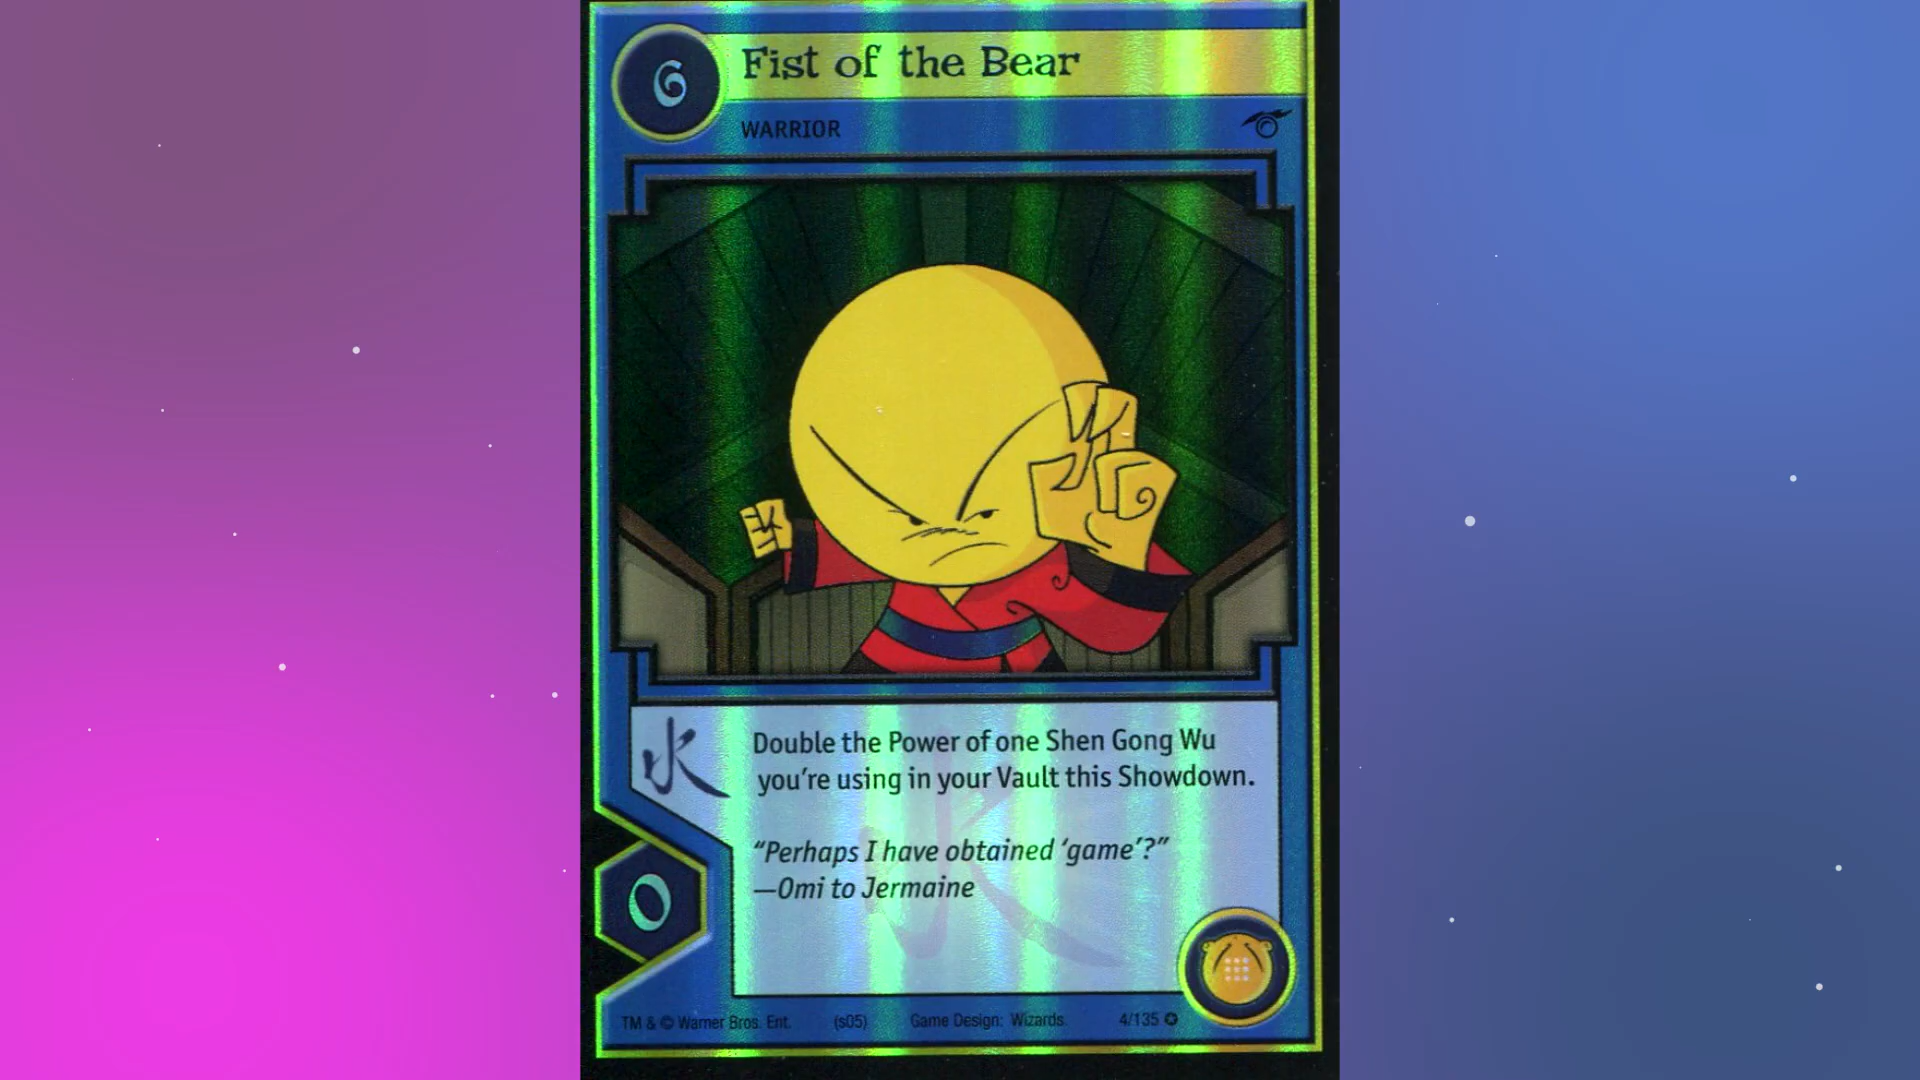 6
Fist of the Bear
WARRIOR
水
Double the Power of one Shen Gong Wu
you're using in your Vault this Showdown.
“Perhaps I have obtained ‘game’?”
—Omi to Jermaine
0
TM & © Warner Bros. Ent. (s05) Game Design: Wizards. 4/135 ✪